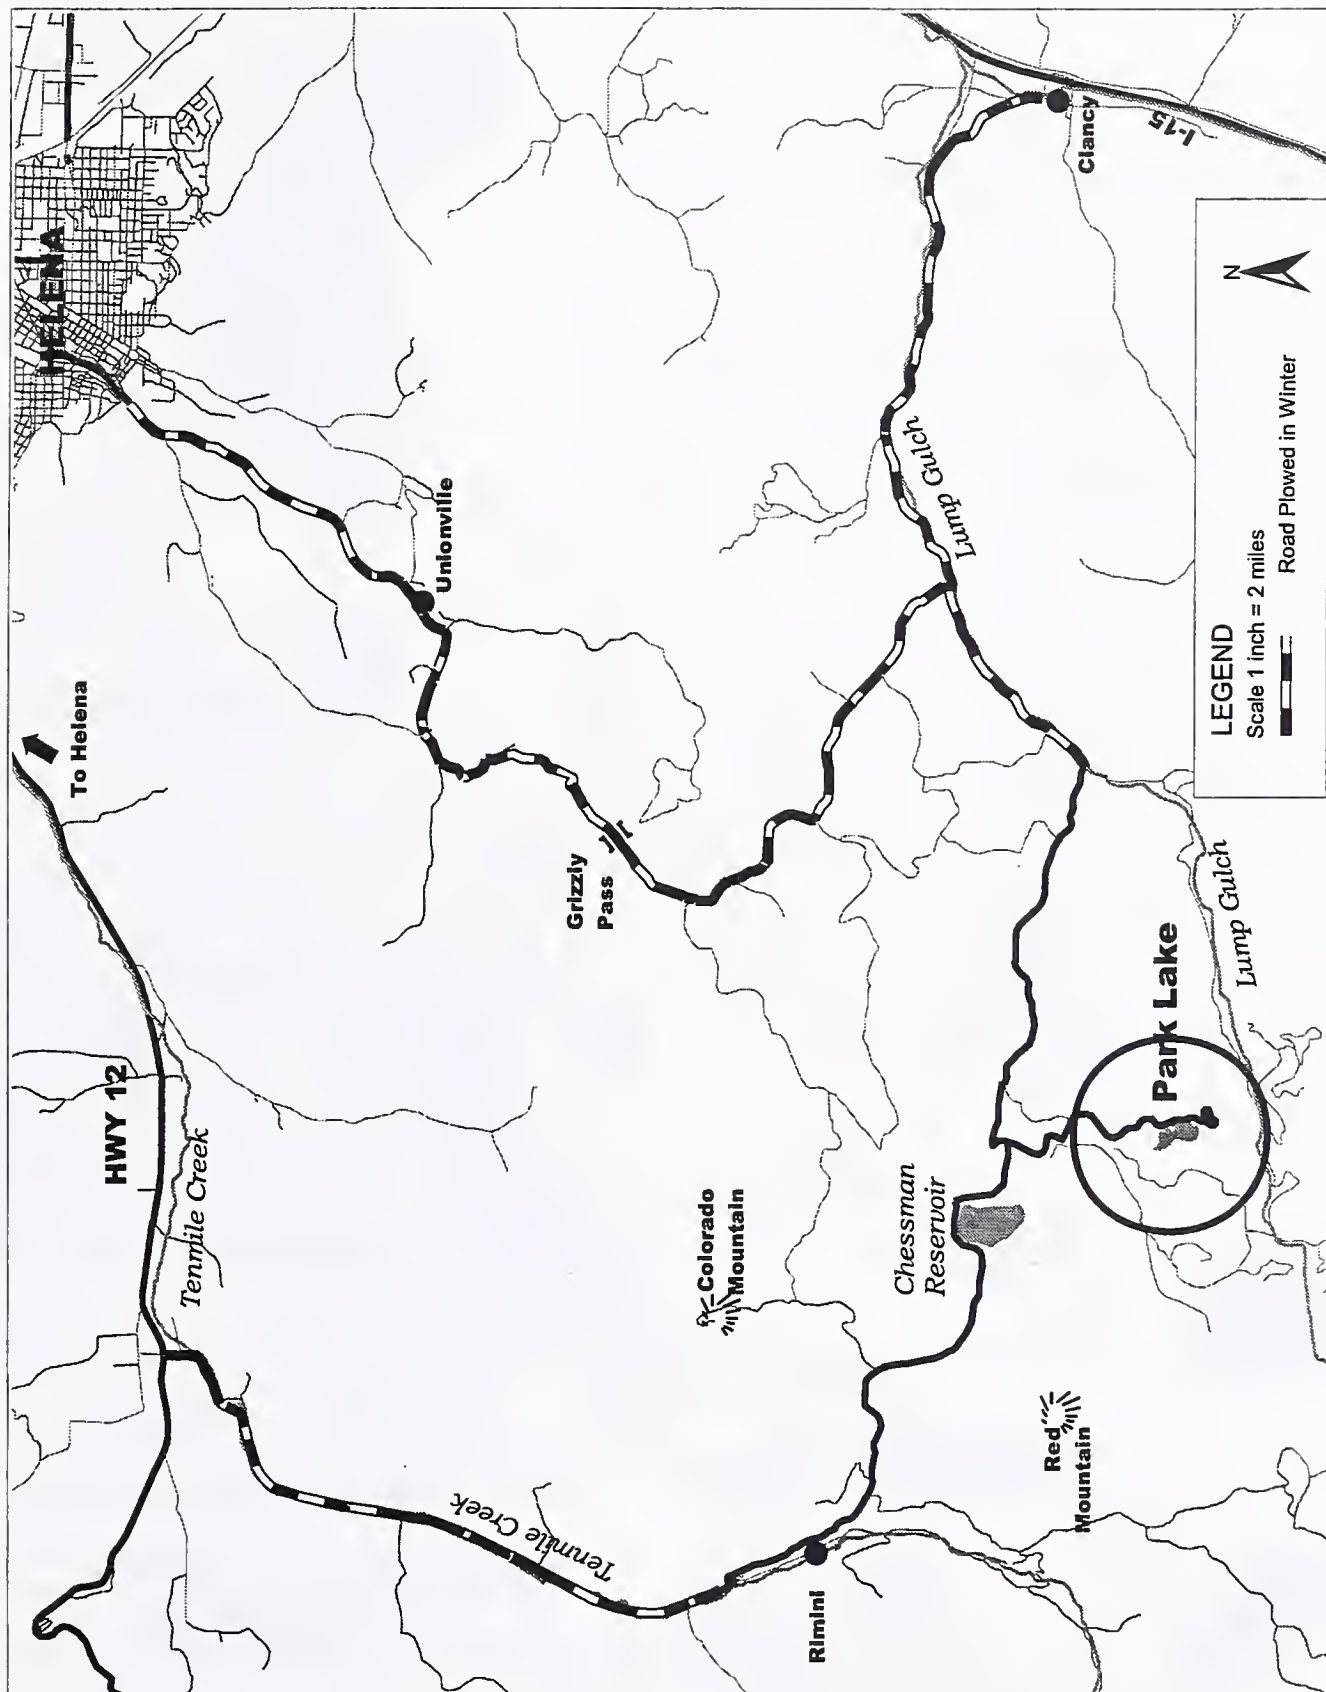 HELENA
To Helena
HWY 12
Tenmile Creek
Unionville
Grizzly
Pass
Clancy
I-15
Lump Gulch
Colorado
Mountain
Chessman
Reservoir
Park Lake
Lump Gulch
Tenmile Creek
Rimini
Red
Mountain
LEGEND
Scale 1 inch = 2 miles
Road Plowed in Winter
N